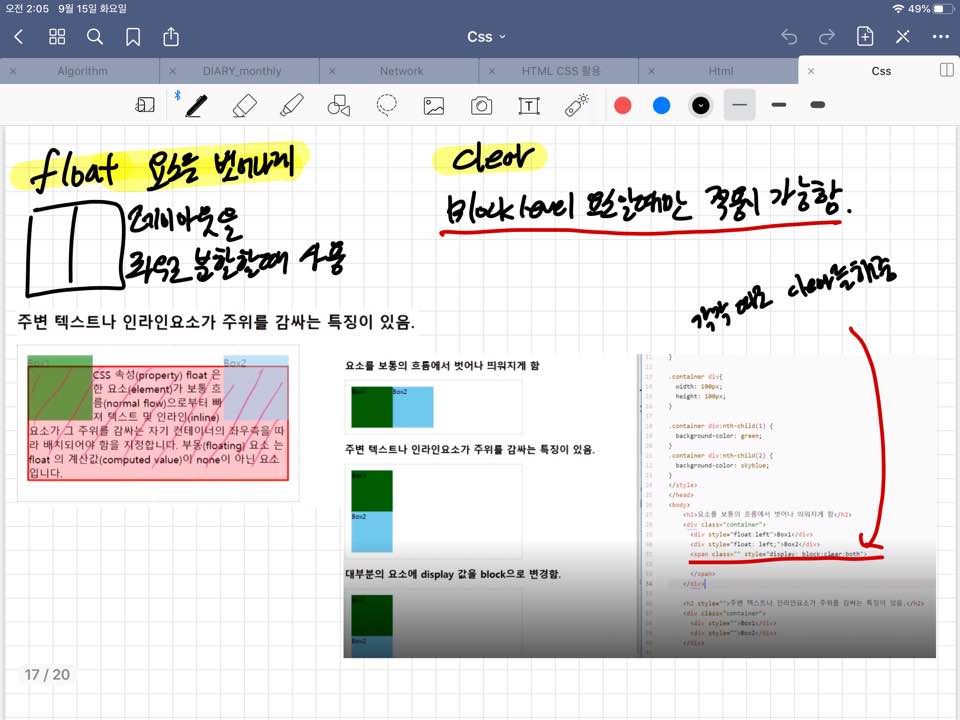 오전 2:05 9월 15일 화요일
49%
Css
Algorithm
DIARY_monthly
Network
HTML CSS 활용
Html
Css
float 요소를 벗어나게
레이아웃을
좌우로 분할할때 사용
주변 텍스트나 인라인요소가 주위를 감싸는 특징이 있음.
Box1
Box2
CSS 속성(property) float 은
한 요소(element)가 보통 흐
름(normal flow)으로부터 빠
져 텍스트 및 인라인(inline)
요소가 그 주위를 감싸는 자기 컨테이너의 좌우측을 따
라 배치되어야 함을 지정합니다. 부동(floating) 요소 는
float 의 계산값(computed value)이 none이 아닌 요소
입니다.
clear
Block level 요소일때만 적용이 가능함.
각각 따로 clear를해줌
요소를 보통의 흐름에서 벗어나 띄워지게 함
Box2
주변 텍스트나 인라인요소가 주위를 감싸는 특징이 있음.
Box2
대부분의 요소에 display 값을 block으로 변경함.
Box2
}
.container div{
width: 100px;
height: 100px;
}
.container div:nth-child(1) {
background-color: green;
}
.container div:nth-child(2) {
background-color: skyblue;
}
</style>
</head>
<body>
<h2>요소를 보통의 흐름에서 벗어나 띄워지게 함</h2>
<div class="container">
<div style="float:left">Box1</div>
<div style="float: left;">Box2</div>
<span class="" style="display: block;clear:both">
</span>
</div>
<h2 style="">주변 텍스트나 인라인요소가 주위를 감싸는 특징이 있음.</h2>
<div class="container">
<div style="">Box1</div>
<div style="">Box2</div>
</div>
17 / 20